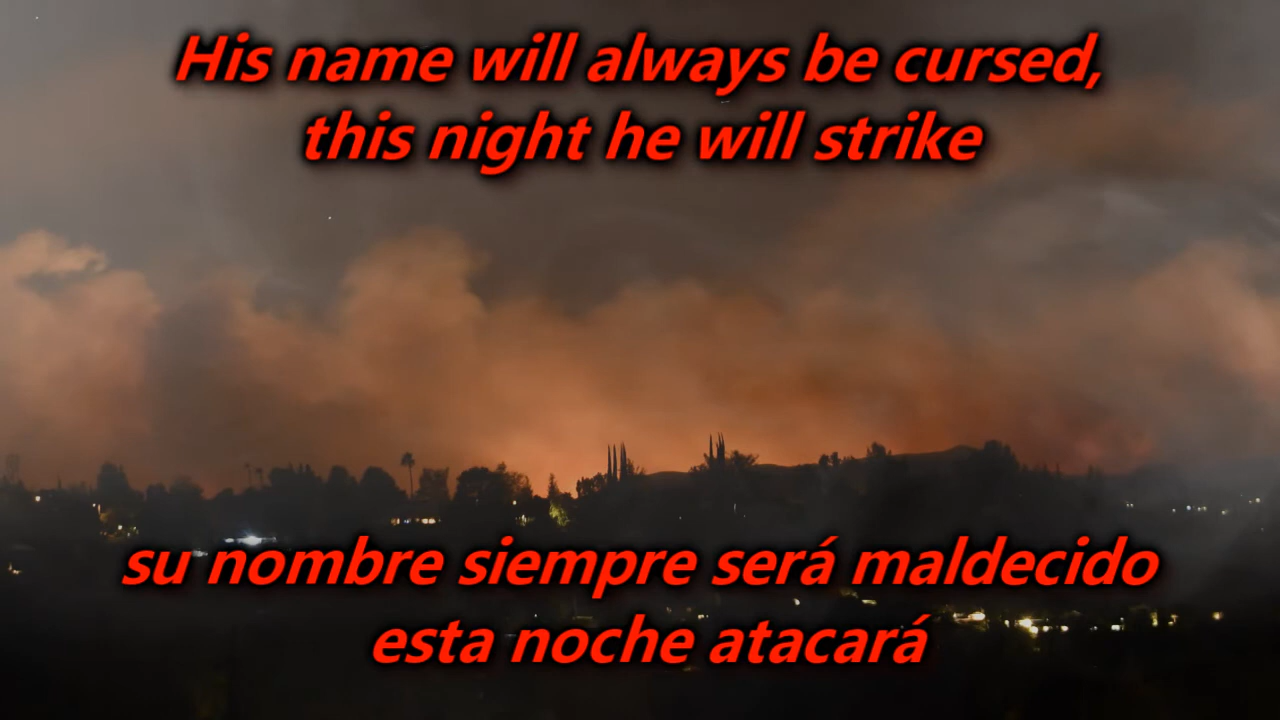 His name will always be cursed,
this night he will strike
su nombre siempre será maldecido
esta noche atacará